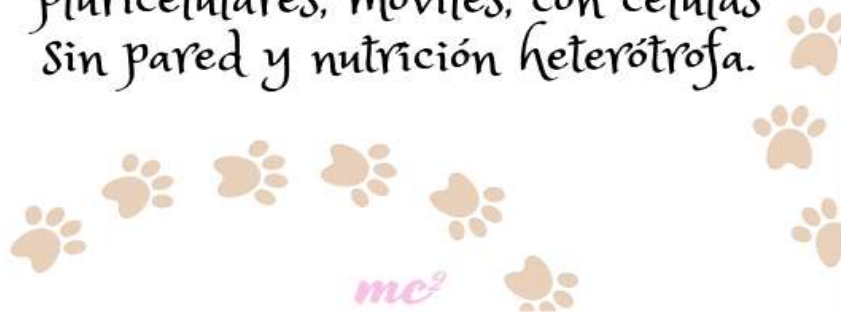 pluricelulares, móviles, con células
Sin pared y nutrición heterótrofa.
mc²